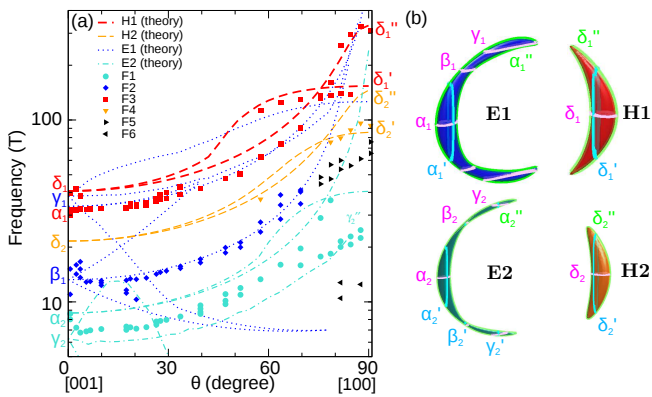 (a)
H1 (theory)
H2 (theory)
E1 (theory)
E2 (theory)
F1
F2
F3
F4
F5
F6
Frequency (T)
100
10
δ₁
γ₁
α₁
δ₂
β₁
α₂
γ₂
δ₁''
δ₁'
δ₂''
δ₂'
γ₂''
0 30 60 90
[001] θ (degree) [100]
(b)
γ₁
δ₁''
β₁
α₁''
α₁
E1
δ₁
H1
α₁'
δ₁'
γ₂
β₂
α₂''
δ₂''
α₂
E2
δ₂
H2
α₂'
β₂'
γ₂'
δ₂'